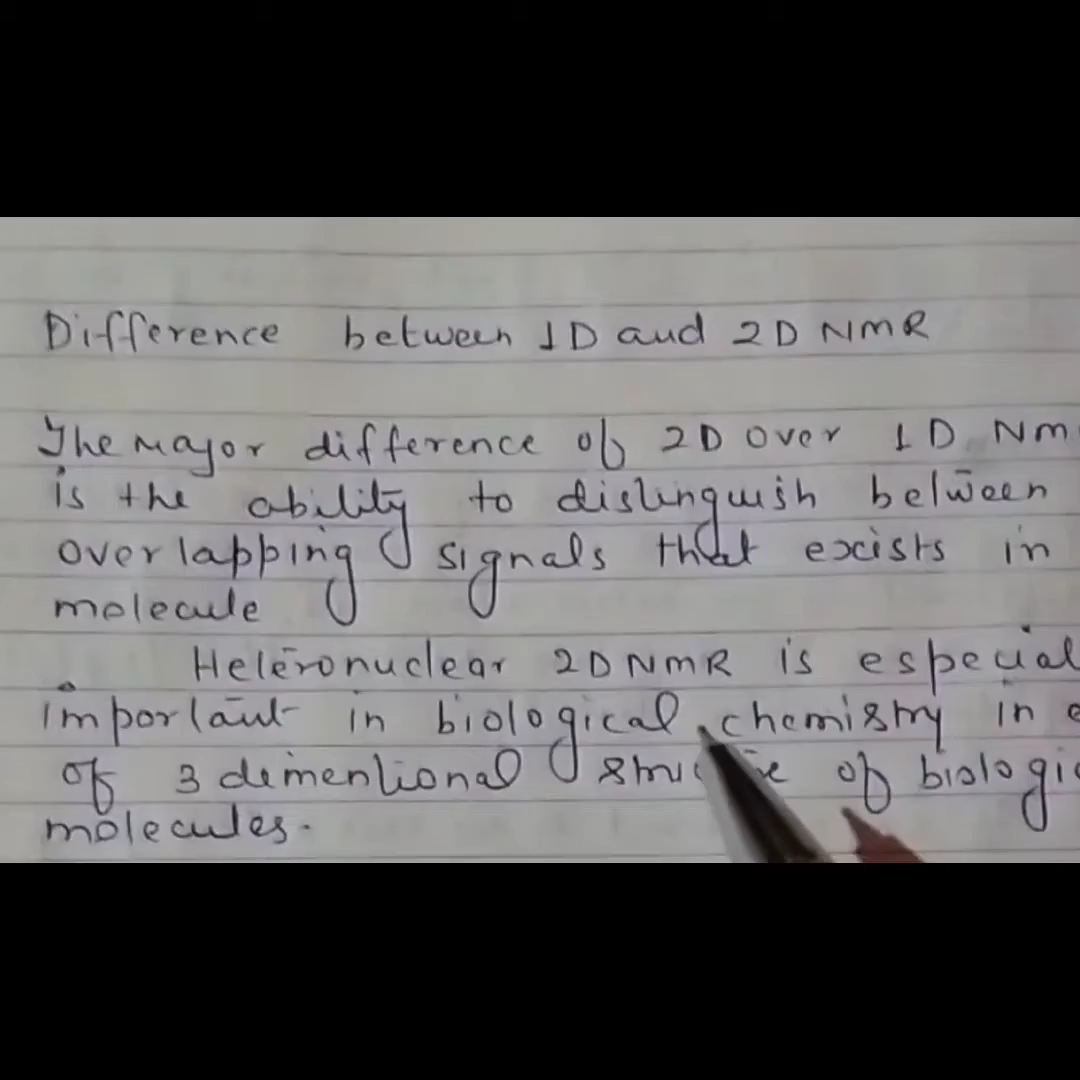 Difference between 1D and 2D NMR
The major difference of 2D over 1D NM
is the ability to distinguish between
overlapping signals that exists in
molecule
Heteronuclear 2D NMR is especial
important in biological chemistry in
of 3 dimentional of biologi
molecules.